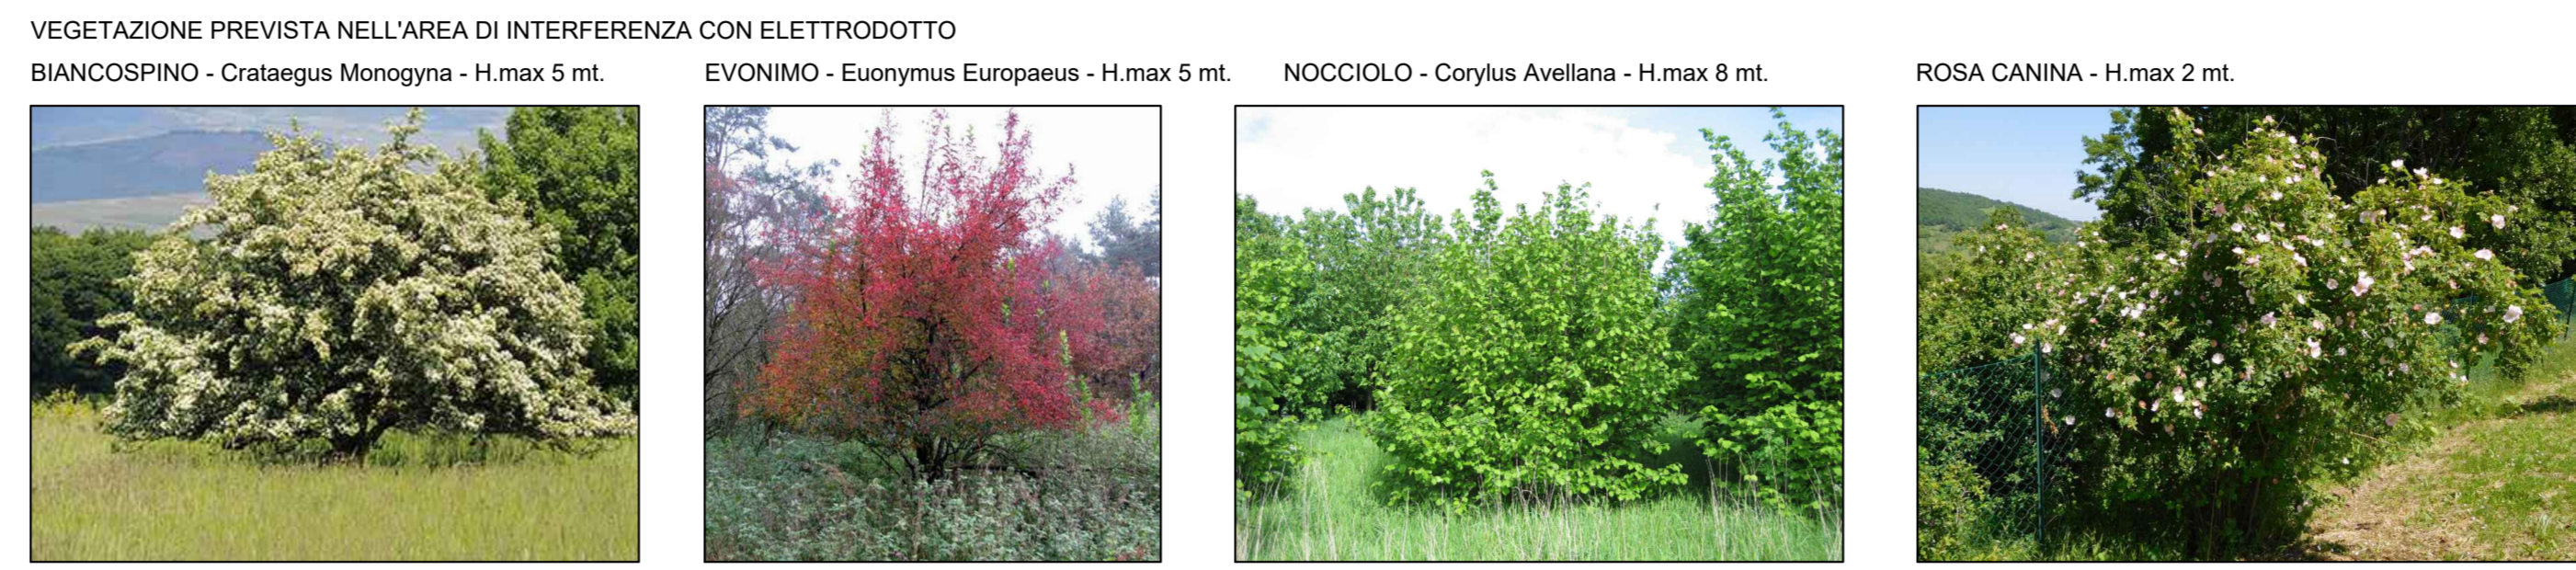 VEGETAZIONE PREVISTA NELL'AREA DI INTERFERENZA CON ELETTRODOTTO
BIANCOSPINO - Crataegus Monogyna - H.max 5 mt.
EVONIMO - Euonymus Europaeus - H.max 5 mt.
NOCCIOLO - Corylus Avellana - H.max 8 mt.
ROSA CANINA - H.max 2 mt.